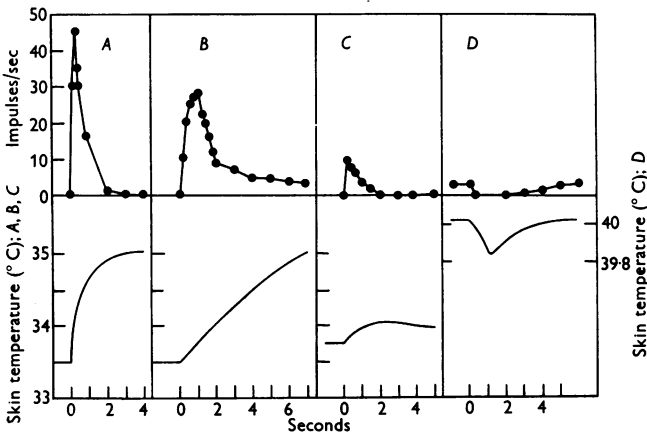 50
40
30
20
10
0
Impulses/sec
A
B
C
D
35
34
33
Skin temperature (° C); A, B, C
40
39·8
Skin temperature (° C); D
0 2 4
0 2 4 6
0 2 4
0 2 4
Seconds